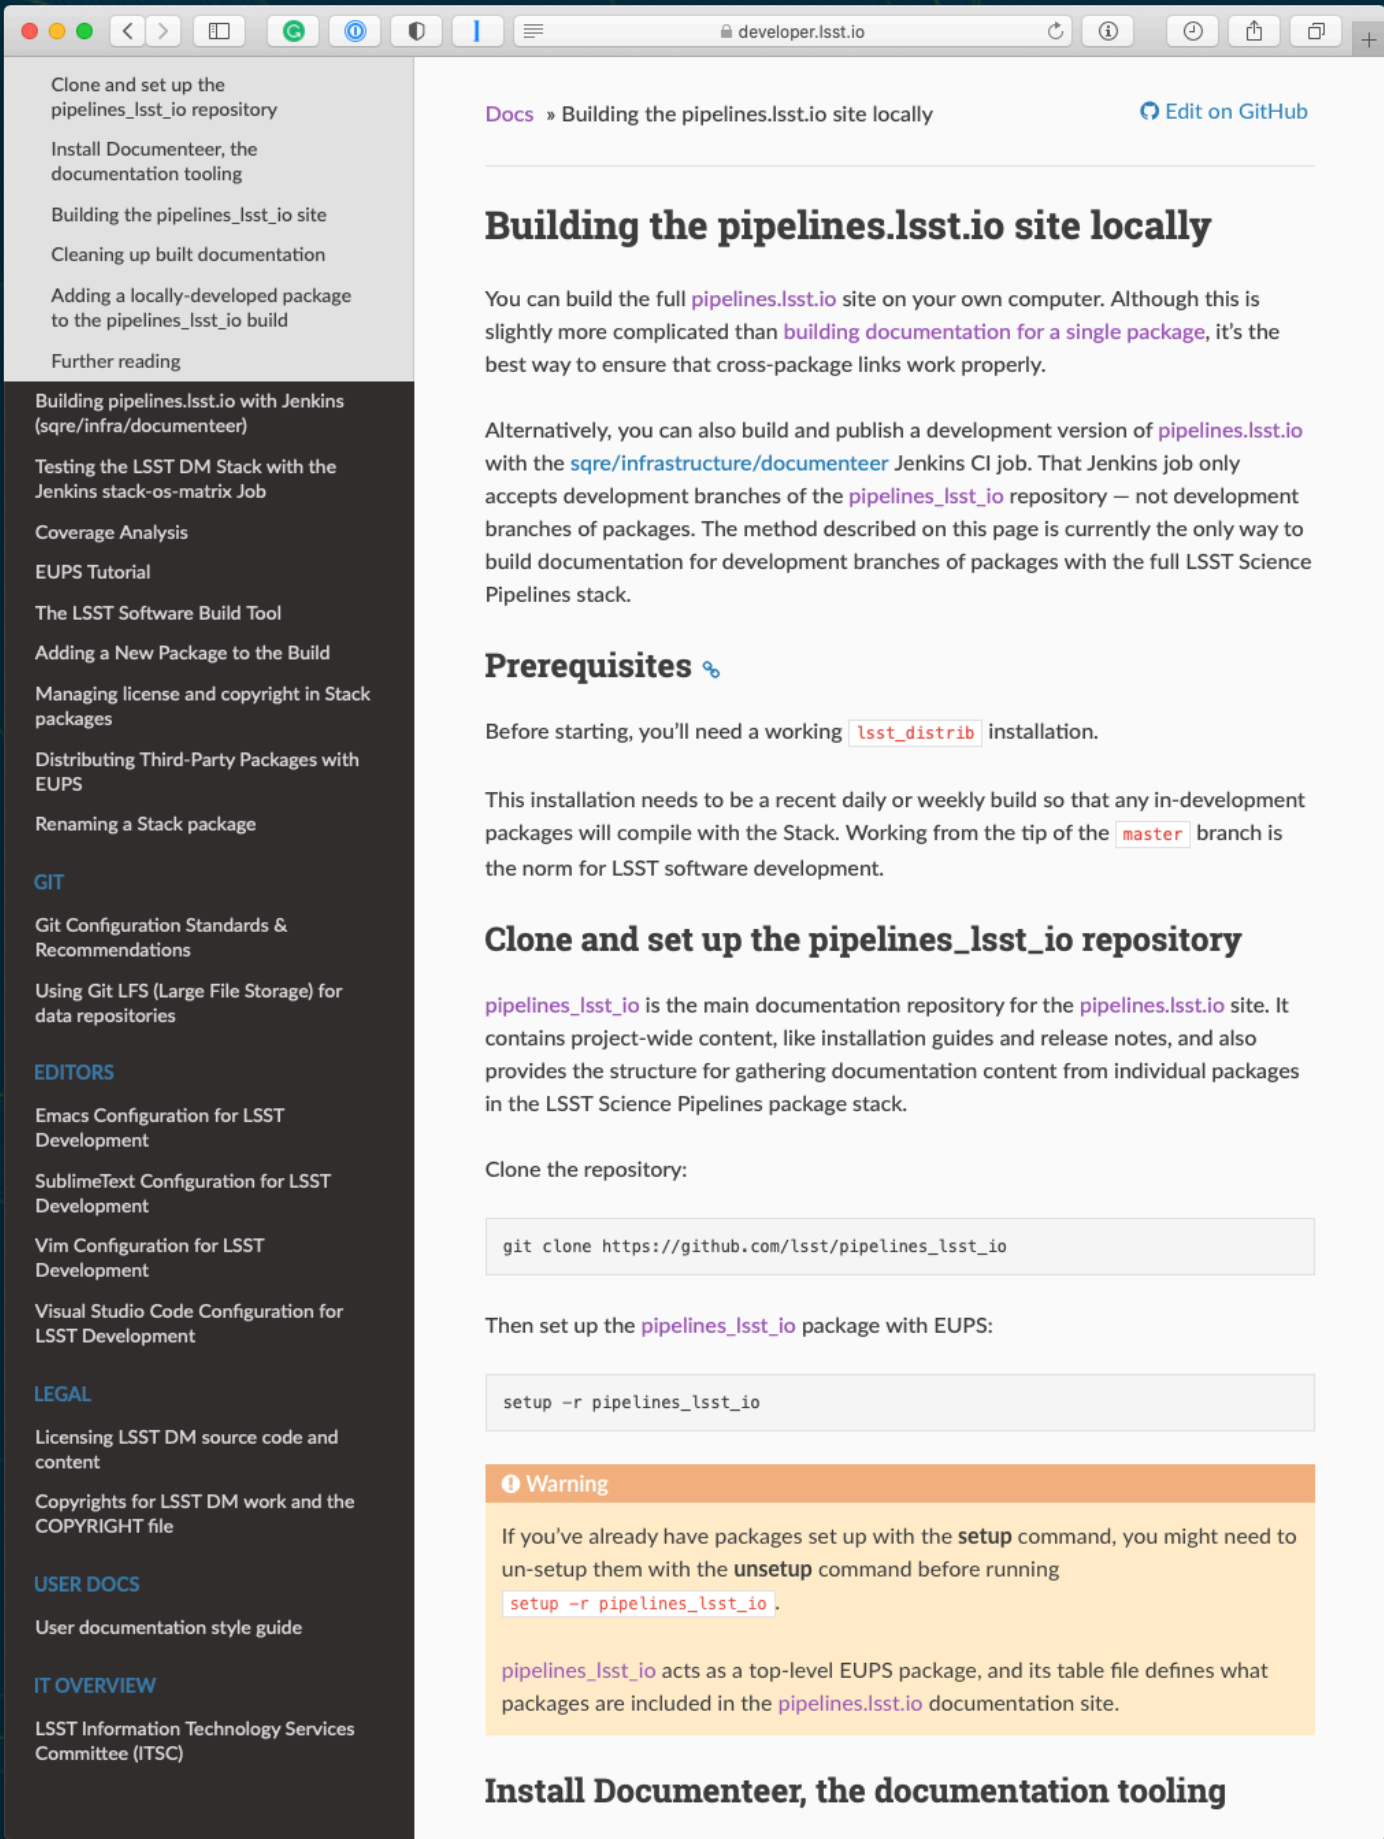 developer.lsst.io
Clone and set up the
pipelines_lsst_io repository
Install Documenteer, the
documentation tooling
Building the pipelines_lsst_io site
Cleaning up built documentation
Adding a locally-developed package
to the pipelines_lsst_io build
Further reading
Building pipelines.lsst.io with Jenkins
(sqre/infra/documenteer)
Testing the LSST DM Stack with the
Jenkins stack-os-matrix Job
Coverage Analysis
EUPS Tutorial
The LSST Software Build Tool
Adding a New Package to the Build
Managing license and copyright in Stack
packages
Distributing Third-Party Packages with
EUPS
Renaming a Stack package
GIT
Git Configuration Standards &
Recommendations
Using Git LFS (Large File Storage) for
data repositories
EDITORS
Emacs Configuration for LSST
Development
SublimeText Configuration for LSST
Development
Vim Configuration for LSST
Development
Visual Studio Code Configuration for
LSST Development
LEGAL
Licensing LSST DM source code and
content
Copyrights for LSST DM work and the
COPYRIGHT file
USER DOCS
User documentation style guide
IT OVERVIEW
LSST Information Technology Services
Committee (ITSC)
Docs » Building the pipelines.lsst.io site locally
Edit on GitHub
Building the pipelines.lsst.io site locally
You can build the full pipelines.lsst.io site on your own computer. Although this is
slightly more complicated than building documentation for a single package, it’s the
best way to ensure that cross-package links work properly.
Alternatively, you can also build and publish a development version of pipelines.lsst.io
with the sqre/infrastructure/documenteer Jenkins CI job. That Jenkins job only
accepts development branches of the pipelines_lsst_io repository — not development
branches of packages. The method described on this page is currently the only way to
build documentation for development branches of packages with the full LSST Science
Pipelines stack.
Prerequisites
Before starting, you’ll need a working lsst_distrib installation.
This installation needs to be a recent daily or weekly build so that any in-development
packages will compile with the Stack. Working from the tip of the master branch is
the norm for LSST software development.
Clone and set up the pipelines_lsst_io repository
pipelines_lsst_io is the main documentation repository for the pipelines.lsst.io site. It
contains project-wide content, like installation guides and release notes, and also
provides the structure for gathering documentation content from individual packages
in the LSST Science Pipelines package stack.
Clone the repository:
git clone https://github.com/lsst/pipelines_lsst_io
Then set up the pipelines_lsst_io package with EUPS:
setup -r pipelines_lsst_io
Warning
If you’ve already have packages set up with the setup command, you might need to
un-setup them with the unsetup command before running
setup -r pipelines_lsst_io.
pipelines_lsst_io acts as a top-level EUPS package, and its table file defines what
packages are included in the pipelines.lsst.io documentation site.
Install Documenteer, the documentation tooling